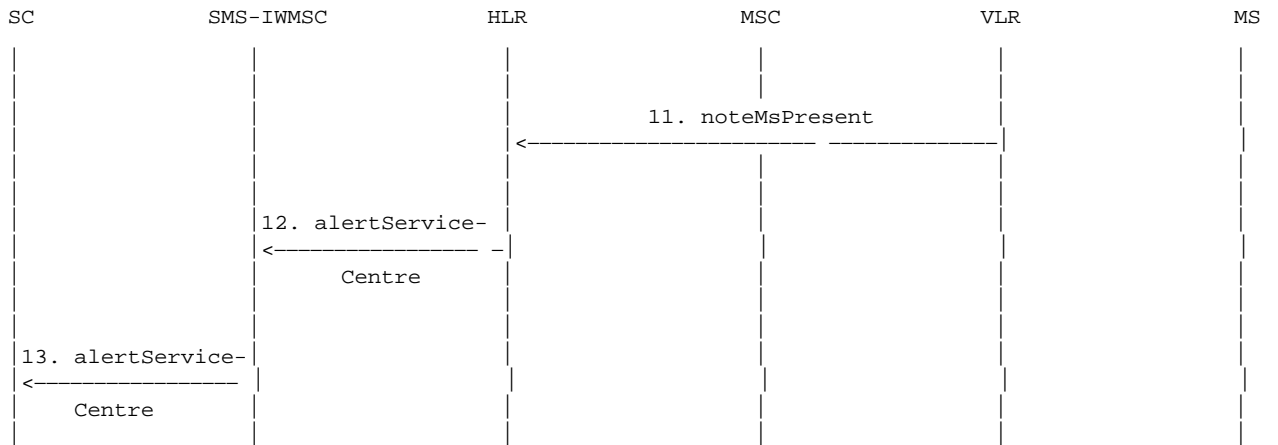 SC SMS-IWMSC HLR MSC VLR MS
11. noteMsPresent
12. alertService-
Centre
13. alertService-
Centre